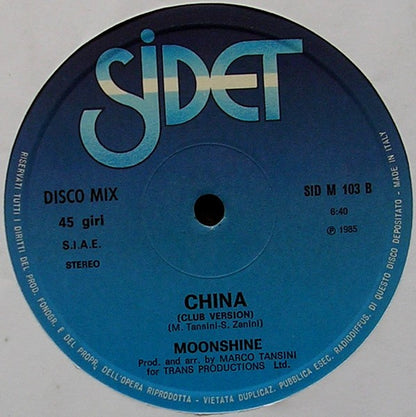 SiDET
DISCO MIX
45 giri
S.I.A.E.
STEREO
SID M 103 B
6:40
℗ 1985
CHINA
(CLUB VERSION)
(M. Tansini-S. Zanini)
MOONSHINE
Prod. and arr. by MARCO TANSINI
for TRANS PRODUCTIONS Ltd.
RISERVATI TUTTI I DIRITTI DEL PROD. FONOGR. E DEL PROPR. DELL'OPERA RIPRODOTTA - VIETATA DUPLICAZ. PUBBLICA ESEC. RADIODIFFUS. DI QUESTO DISCO DEPOSITATO - MADE IN ITALY